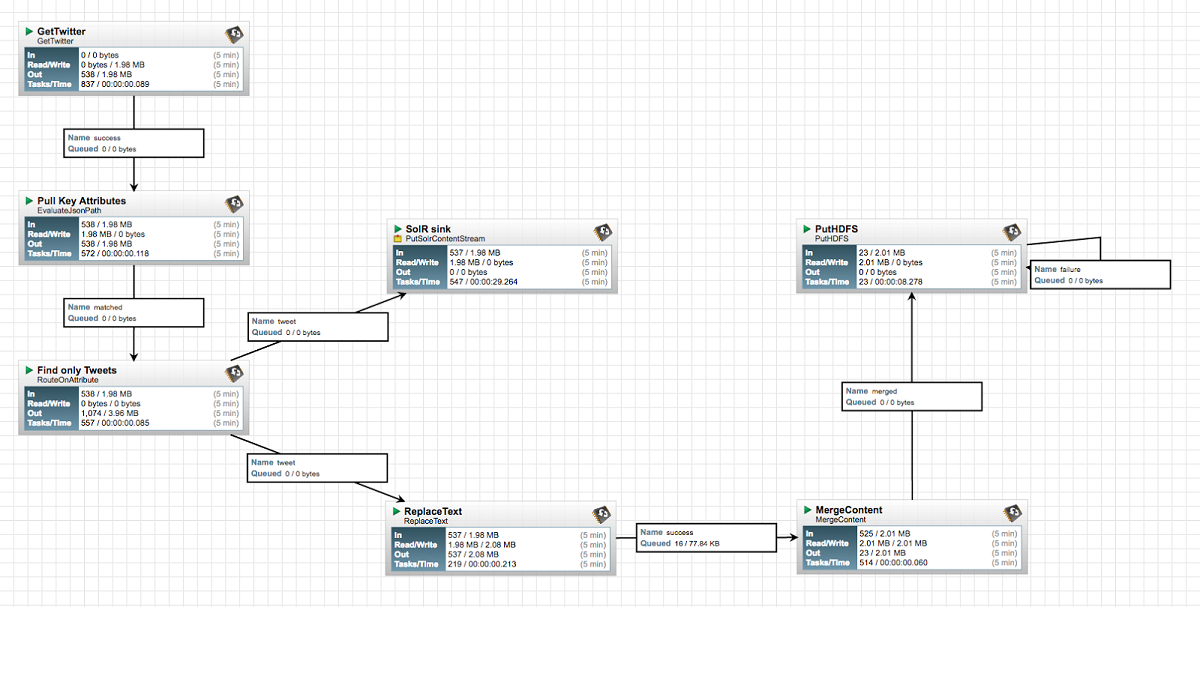 GetTwitter
GetTwitter
In 0 / 0 bytes (5 min)
Read/Write 0 bytes / 1.98 MB (5 min)
Out 538 / 1.98 MB (5 min)
Tasks/Time 837 / 00:00:00.089 (5 min)
Name success
Queued 0 / 0 bytes
Pull Key Attributes
EvaluateJsonPath
In 538 / 1.98 MB (5 min)
Read/Write 1.98 MB / 0 bytes (5 min)
Out 538 / 1.98 MB (5 min)
Tasks/Time 572 / 00:00:00.118 (5 min)
Name matched
Queued 0 / 0 bytes
Find only Tweets
RouteOnAttribute
In 538 / 1.98 MB (5 min)
Read/Write 0 bytes / 0 bytes (5 min)
Out 1,074 / 3.96 MB (5 min)
Tasks/Time 557 / 00:00:00.085 (5 min)
Name tweet
Queued 0 / 0 bytes
SolR sink
PutSolrContentStream
In 537 / 1.98 MB (5 min)
Read/Write 1.98 MB / 0 bytes (5 min)
Out 0 / 0 bytes (5 min)
Tasks/Time 547 / 00:00:29.264 (5 min)
Name tweet
Queued 0 / 0 bytes
ReplaceText
ReplaceText
In 537 / 1.98 MB (5 min)
Read/Write 1.98 MB / 2.08 MB (5 min)
Out 537 / 2.08 MB (5 min)
Tasks/Time 219 / 00:00:00.213 (5 min)
Name success
Queued 16 / 77.84 KB
MergeContent
MergeContent
In 525 / 2.01 MB (5 min)
Read/Write 2.01 MB / 2.01 MB (5 min)
Out 23 / 2.01 MB (5 min)
Tasks/Time 514 / 00:00:00.060 (5 min)
Name merged
Queued 0 / 0 bytes
PutHDFS
PutHDFS
In 23 / 2.01 MB (5 min)
Read/Write 2.01 MB / 0 bytes (5 min)
Out 0 / 0 bytes (5 min)
Tasks/Time 23 / 00:00:08.278 (5 min)
Name failure
Queued 0 / 0 bytes